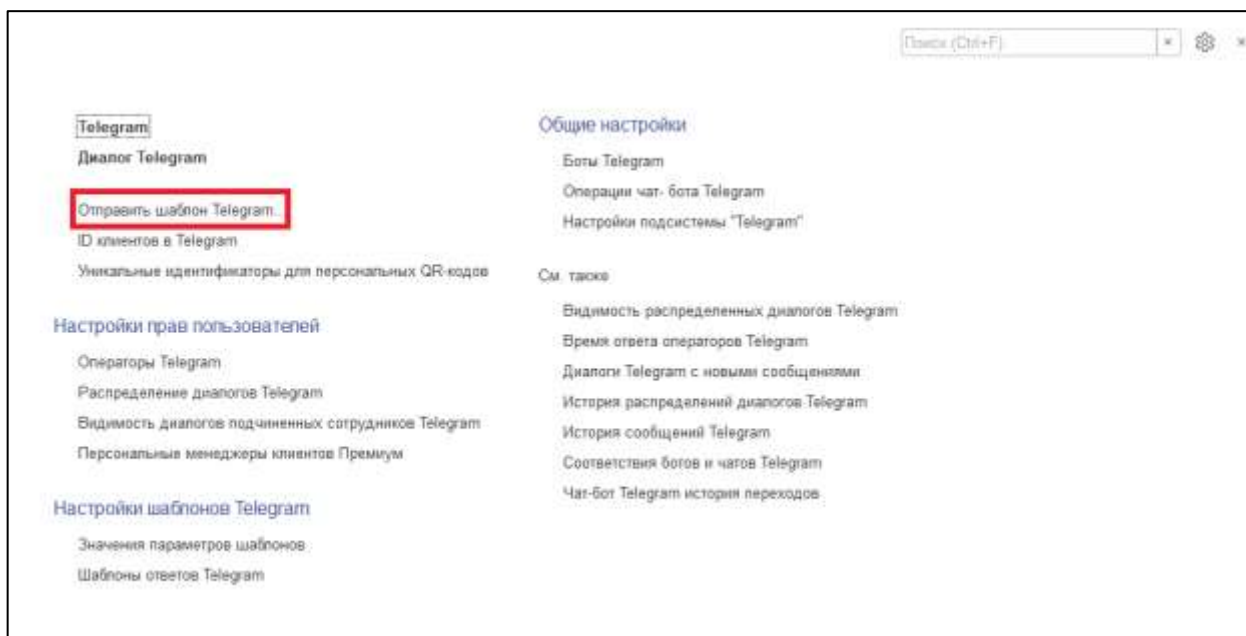 Поиск (Ctrl+F)
Telegram
Диалог Telegram
Отправить шаблон Telegram...
ID клиентов в Telegram
Уникальные идентификаторы для персональных QR-кодов
Настройки прав пользователей
Операторы Telegram
Распределение диалогов Telegram
Видимость диалогов подчиненных сотрудников Telegram
Персональные менеджеры клиентов Премиум
Настройки шаблонов Telegram
Значения параметров шаблонов
Шаблоны ответов Telegram
Общие настройки
Боты Telegram
Операции чат- бота Telegram
Настройки подсистемы "Telegram"
См. также
Видимость распределенных диалогов Telegram
Время ответа операторов Telegram
Диалоги Telegram с новыми сообщениями
История распределений диалогов Telegram
История сообщений Telegram
Соответствия ботов и чатов Telegram
Чат-бот Telegram история переходов